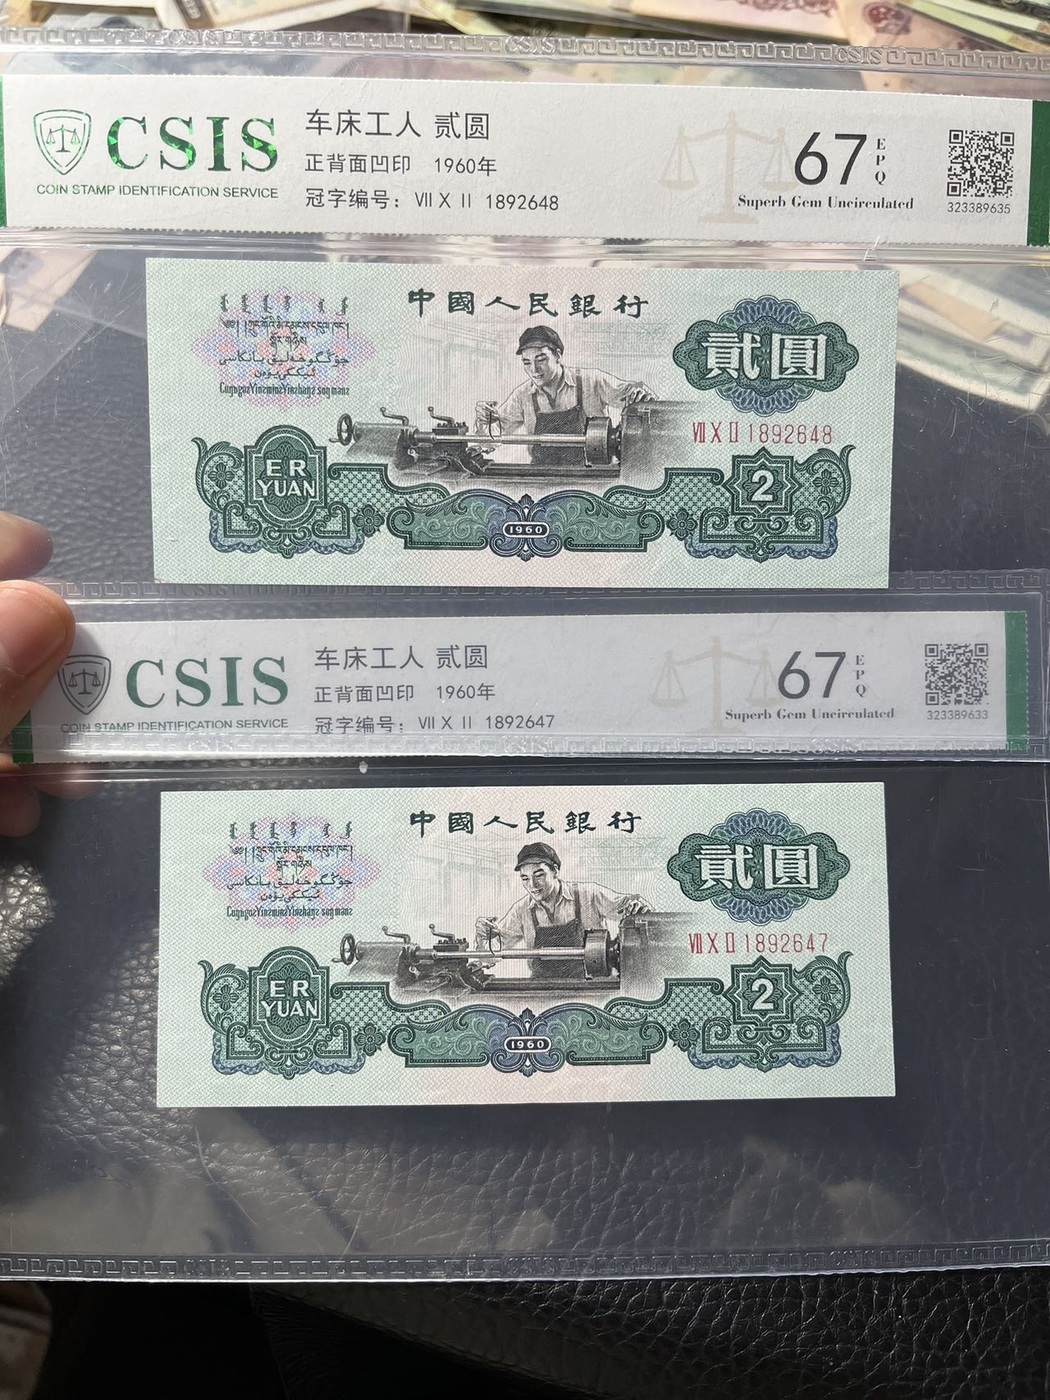 CSIS
COIN STAMP IDENTIFICATION SERVICE
车床工人 贰圆
正背面凹印 1960年
冠字编号： VII X II 1892648
67 EPQ
Superb Gem Uncirculated
323389635
中國人民銀行
貳圓
VII X II 1892648
ER
YUAN
1960
2
CSIS
COIN STAMP IDENTIFICATION SERVICE
车床工人 贰圆
正背面凹印 1960年
冠字编号： VII X II 1892647
67 EPQ
Superb Gem Uncirculated
323389633
中國人民銀行
貳圓
VII X II 1892647
ER
YUAN
1960
2